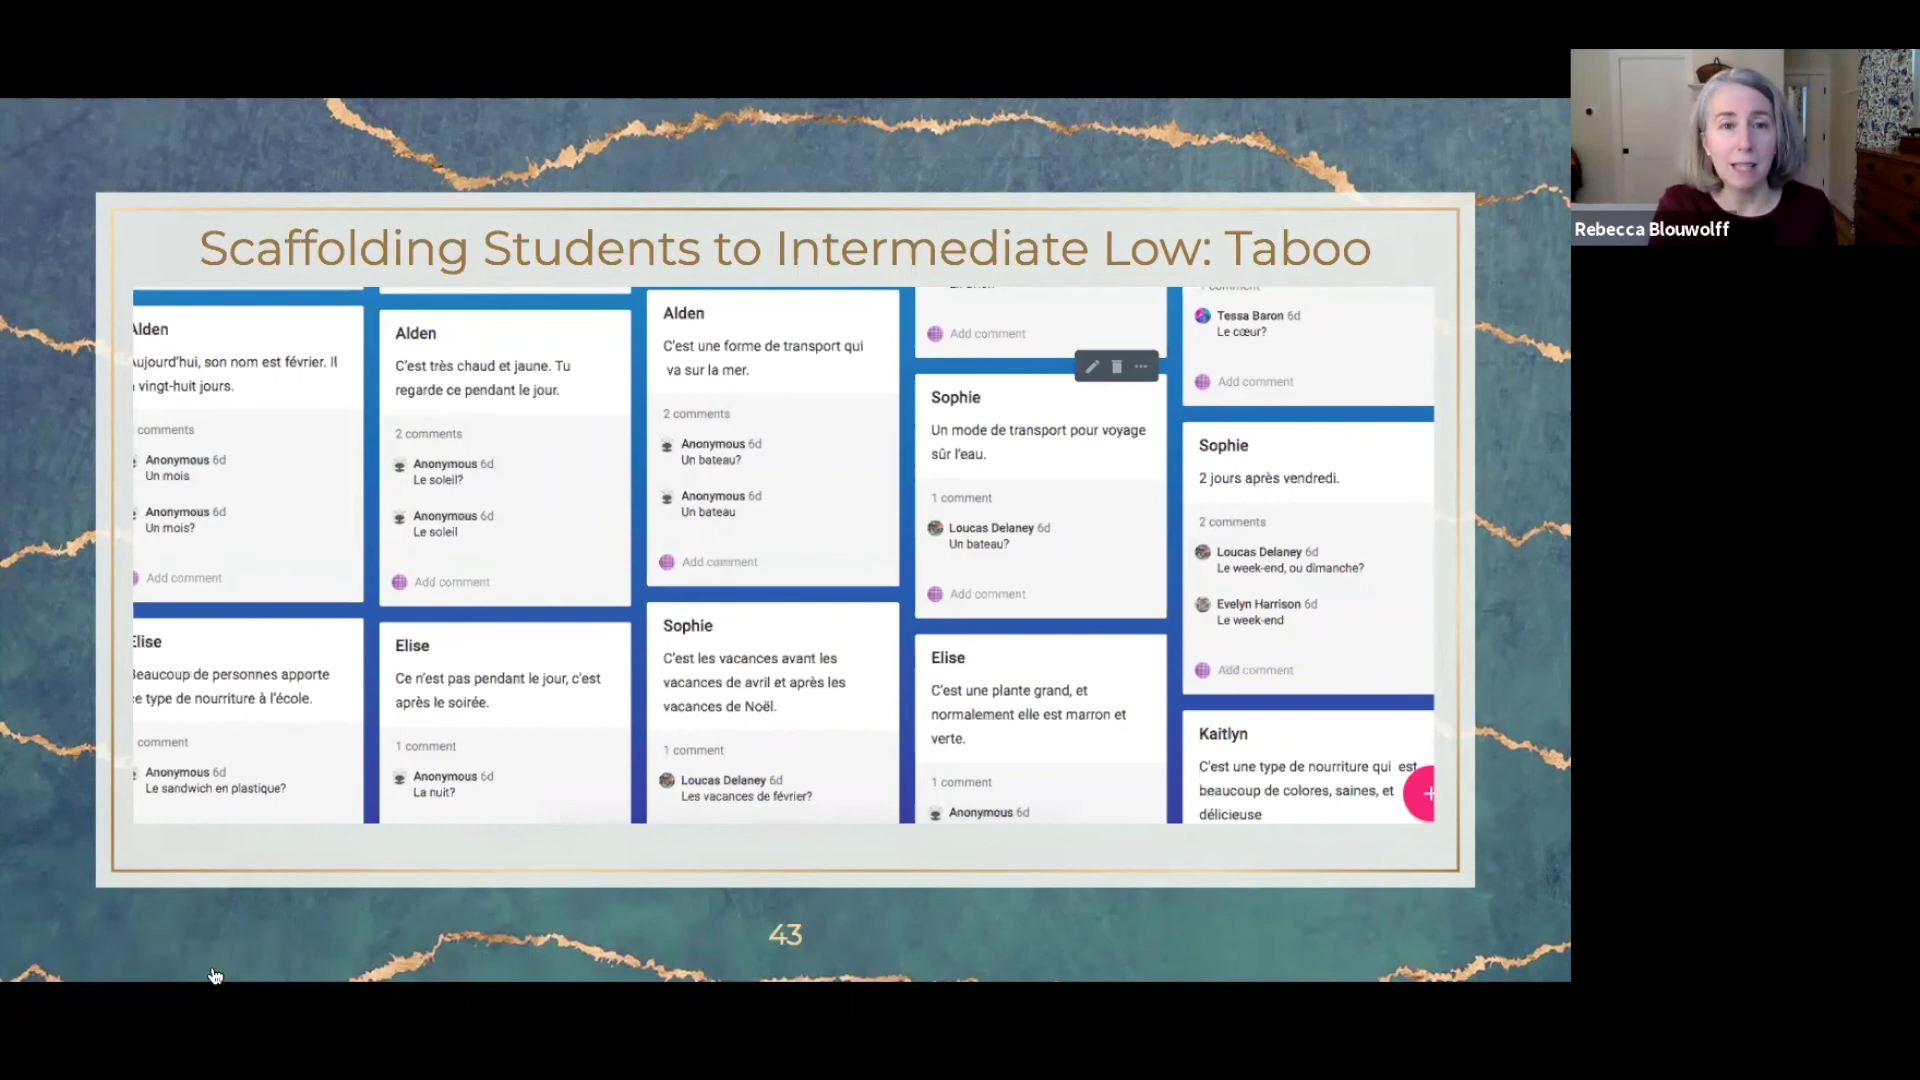 Scaffolding Students to Intermediate Low: Taboo
Alden
Aujourd'hui, son nom est février. Il
vingt-huit jours.
comments
Anonymous 6d
Un mois
Anonymous 6d
Un mois?
Add comment
Elise
Beaucoup de personnes apporte
ce type de nourriture à l'école.
comment
Anonymous 6d
Le sandwich en plastique?
Alden
C'est très chaud et jaune. Tu
regarde ce pendant le jour.
2 comments
Anonymous 6d
Le soleil?
Anonymous 6d
Le soleil
Add comment
Elise
Ce n'est pas pendant le jour, c'est
après le soirée.
1 comment
Anonymous 6d
La nuit?
Alden
C'est une forme de transport qui
va sur la mer.
2 comments
Anonymous 6d
Un bateau?
Anonymous 6d
Un bateau
Add comment
Sophie
C'est les vacances avant les
vacances de avril et après les
vacances de Noël.
1 comment
Loucas Delaney 6d
Les vacances de février?
Add comment
Sophie
Un mode de transport pour voyage
sûr l'eau.
1 comment
Loucas Delaney 6d
Un bateau?
Add comment
Elise
C'est une plante grand, et
normalement elle est marron et
verte.
1 comment
Anonymous 6d
1 comment
Tessa Baron 6d
Le cœur?
Add comment
Sophie
2 jours après vendredi.
2 comments
Loucas Delaney 6d
Le week-end, ou dimanche?
Evelyn Harrison 6d
Le week-end
Add comment
Kaitlyn
C'est une type de nourriture qui est
beaucoup de colores, saines, et
délicieuse
43
Rebecca Blouwolff